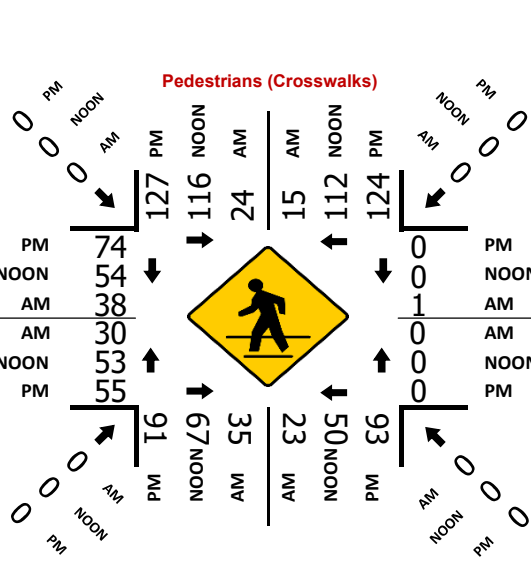 Pedestrians (Crosswalks)
PM NOON AM
0 0 0
PM NOON AM AM NOON PM
127 116 24 15 112 124
PM NOON AM
0 0 0
PM 74 0 PM
NOON 54 0 NOON
AM 38 1 AM
AM 30 0 AM
NOON 53 0 NOON
PM 55 0 PM
91 67 35 23 50 93
PM NOON AM AM NOON PM
0 0 0
AM NOON PM
0 0 0
AM NOON PM